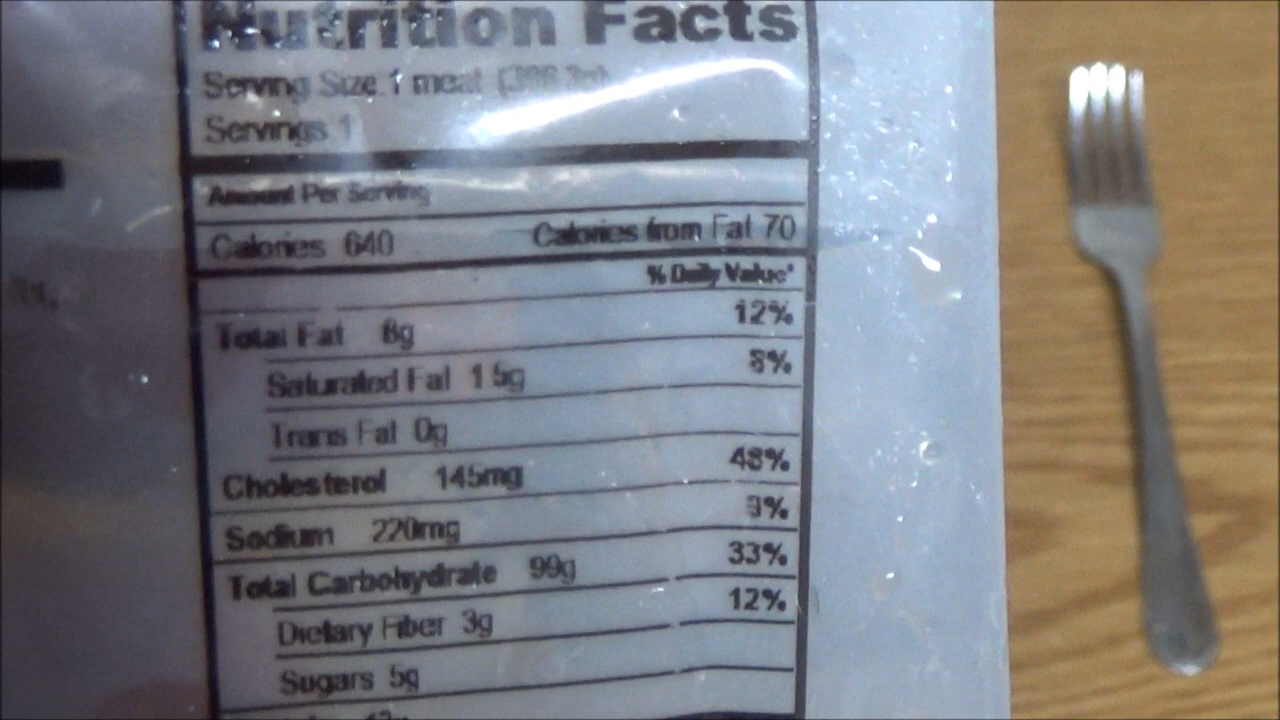 Nutrition Facts
Serving Size 1 meal
Servings 1
Amount Per Serving
Calories 640 Calories from Fat 70
% Daily Value*
Total Fat 8g 12%
Saturated Fat 1.5g 8%
Trans Fat 0g
Cholesterol 145mg 48%
Sodium 220mg 9%
Total Carbohydrate 99g 33%
Dietary Fiber 3g 12%
Sugars 5g